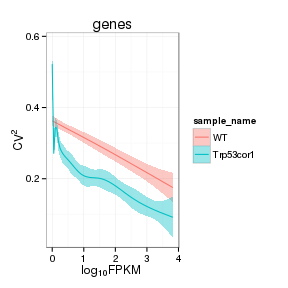 genes
0.6
0.4
0.2
CV²
0 1 2 3 4
log₁₀FPKM
sample_name
WT
Trp53cor1